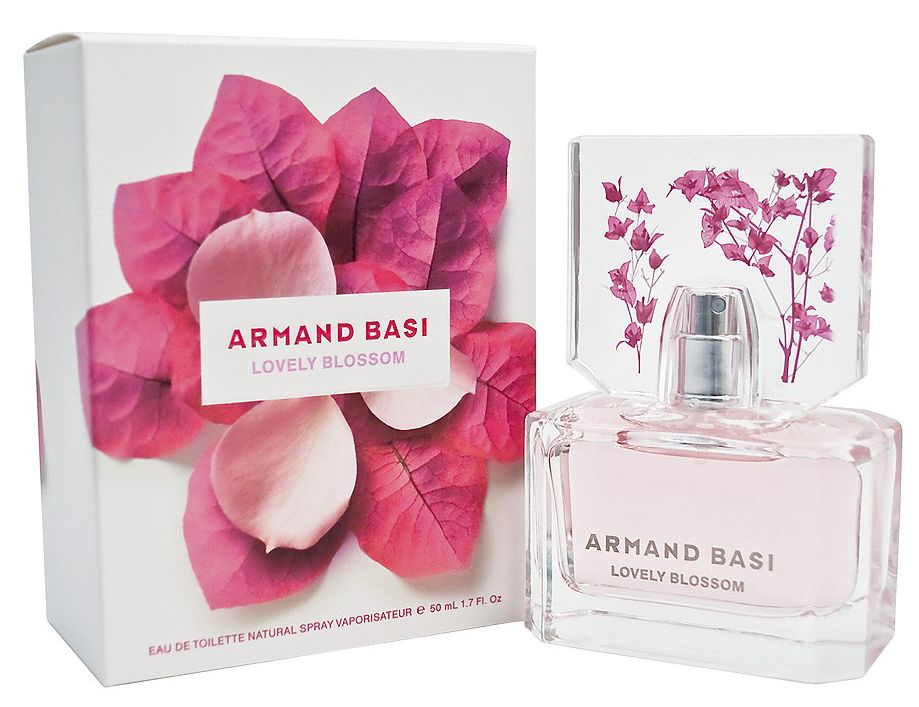 ARMAND BASI
LOVELY BLOSSOM
EAU DE TOILETTE NATURAL SPRAY VAPORISATEUR ℮ 50 mL 1.7 Fl. Oz
ARMAND BASI
LOVELY BLOSSOM